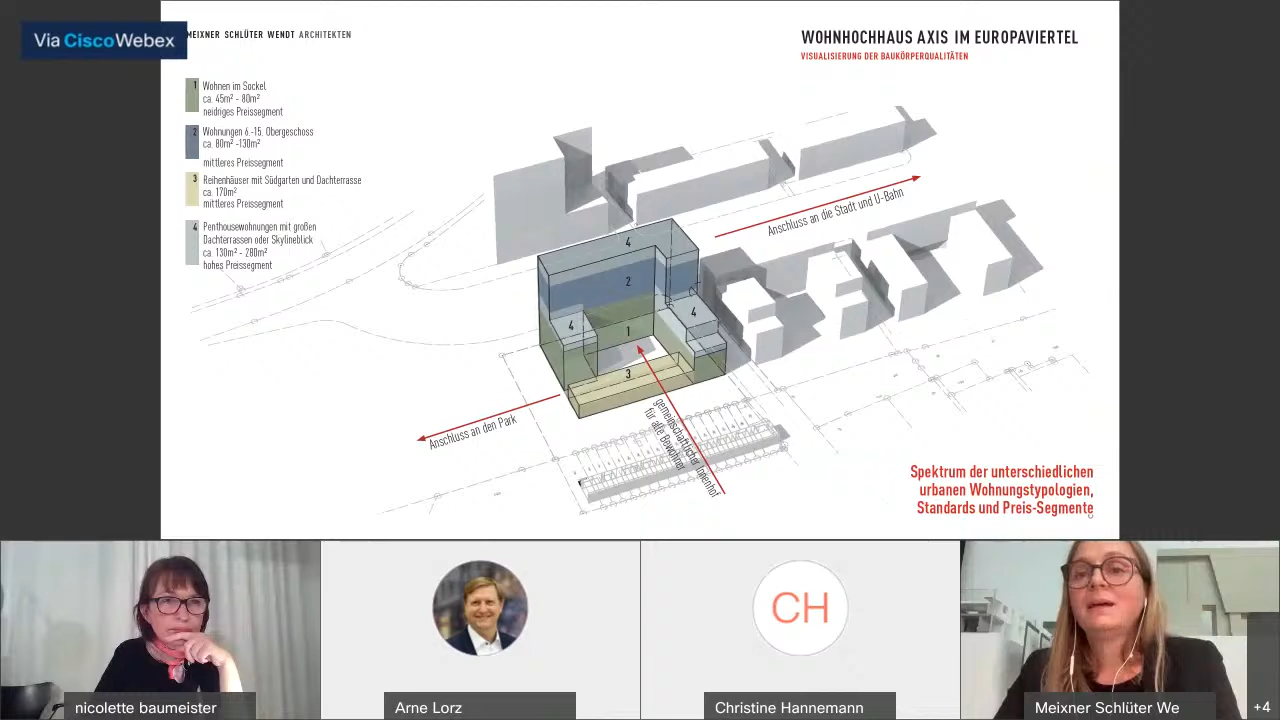 Via Cisco Webex
MEIXNER SCHLÜTER WENDT ARCHITEKTEN
WOHNHOCHHAUS AXIS IM EUROPAVIERTEL
VISUALISIERUNG DER BAUKÖRPERQUALITÄTEN
1 Wohnen im Sockel
ca. 45m² - 80m²
neidriges Preissegment
2 Wohnungen 6.-15. Obergeschoss
ca. 80m² -130m²
mittleres Preissegment
3 Reihenhäuser mit Südgarten und Dachterrasse
ca. 170m²
mittleres Preissegment
4 Penthousewohnungen mit großen
Dachterrassen oder Skylineblick
ca. 130m² - 280m²
hohes Preissegment
Anschluss an die Stadt und U-Bahn
4
2
4
4
1
3
Anschluss an den Park
gemeinschaftlicher Innenhof
für alle Bewohner
Spektrum der unterschiedlichen
urbanen Wohnungstypologien,
Standards und Preis-Segmente
CH
nicolette baumeister
Arne Lorz
Christine Hannemann
Meixner Schlüter We
+4